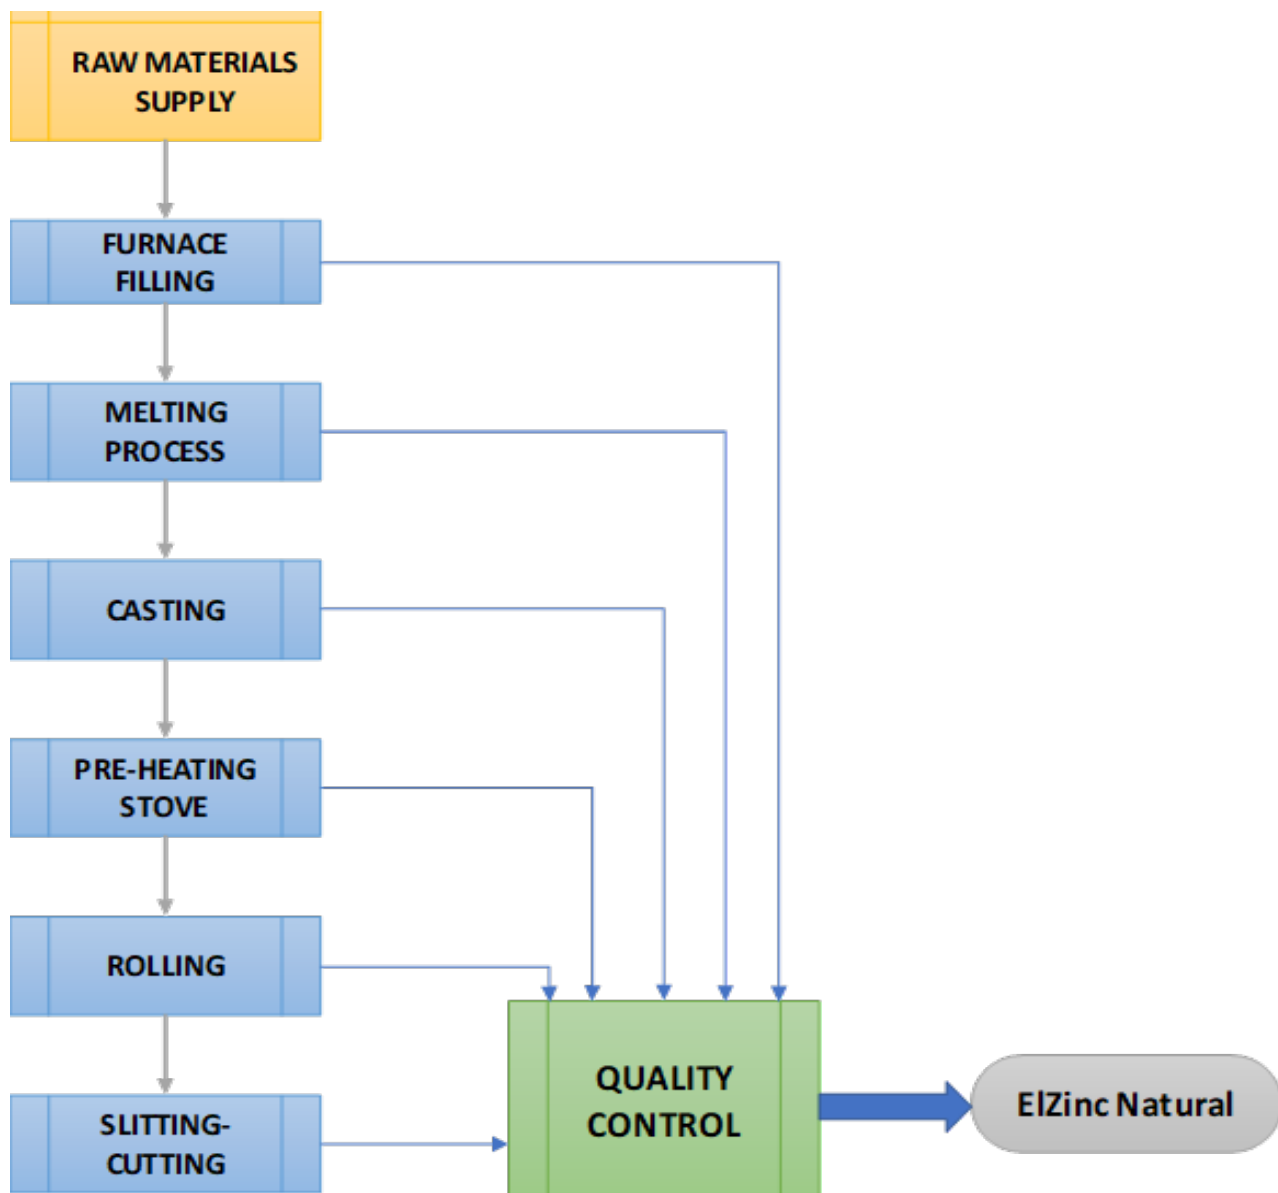 RAW MATERIALS
SUPPLY
FURNACE
FILLING
MELTING
PROCESS
CASTING
PRE-HEATING
STOVE
ROLLING
SLITTING-
CUTTING
QUALITY
CONTROL
ElZinc Natural